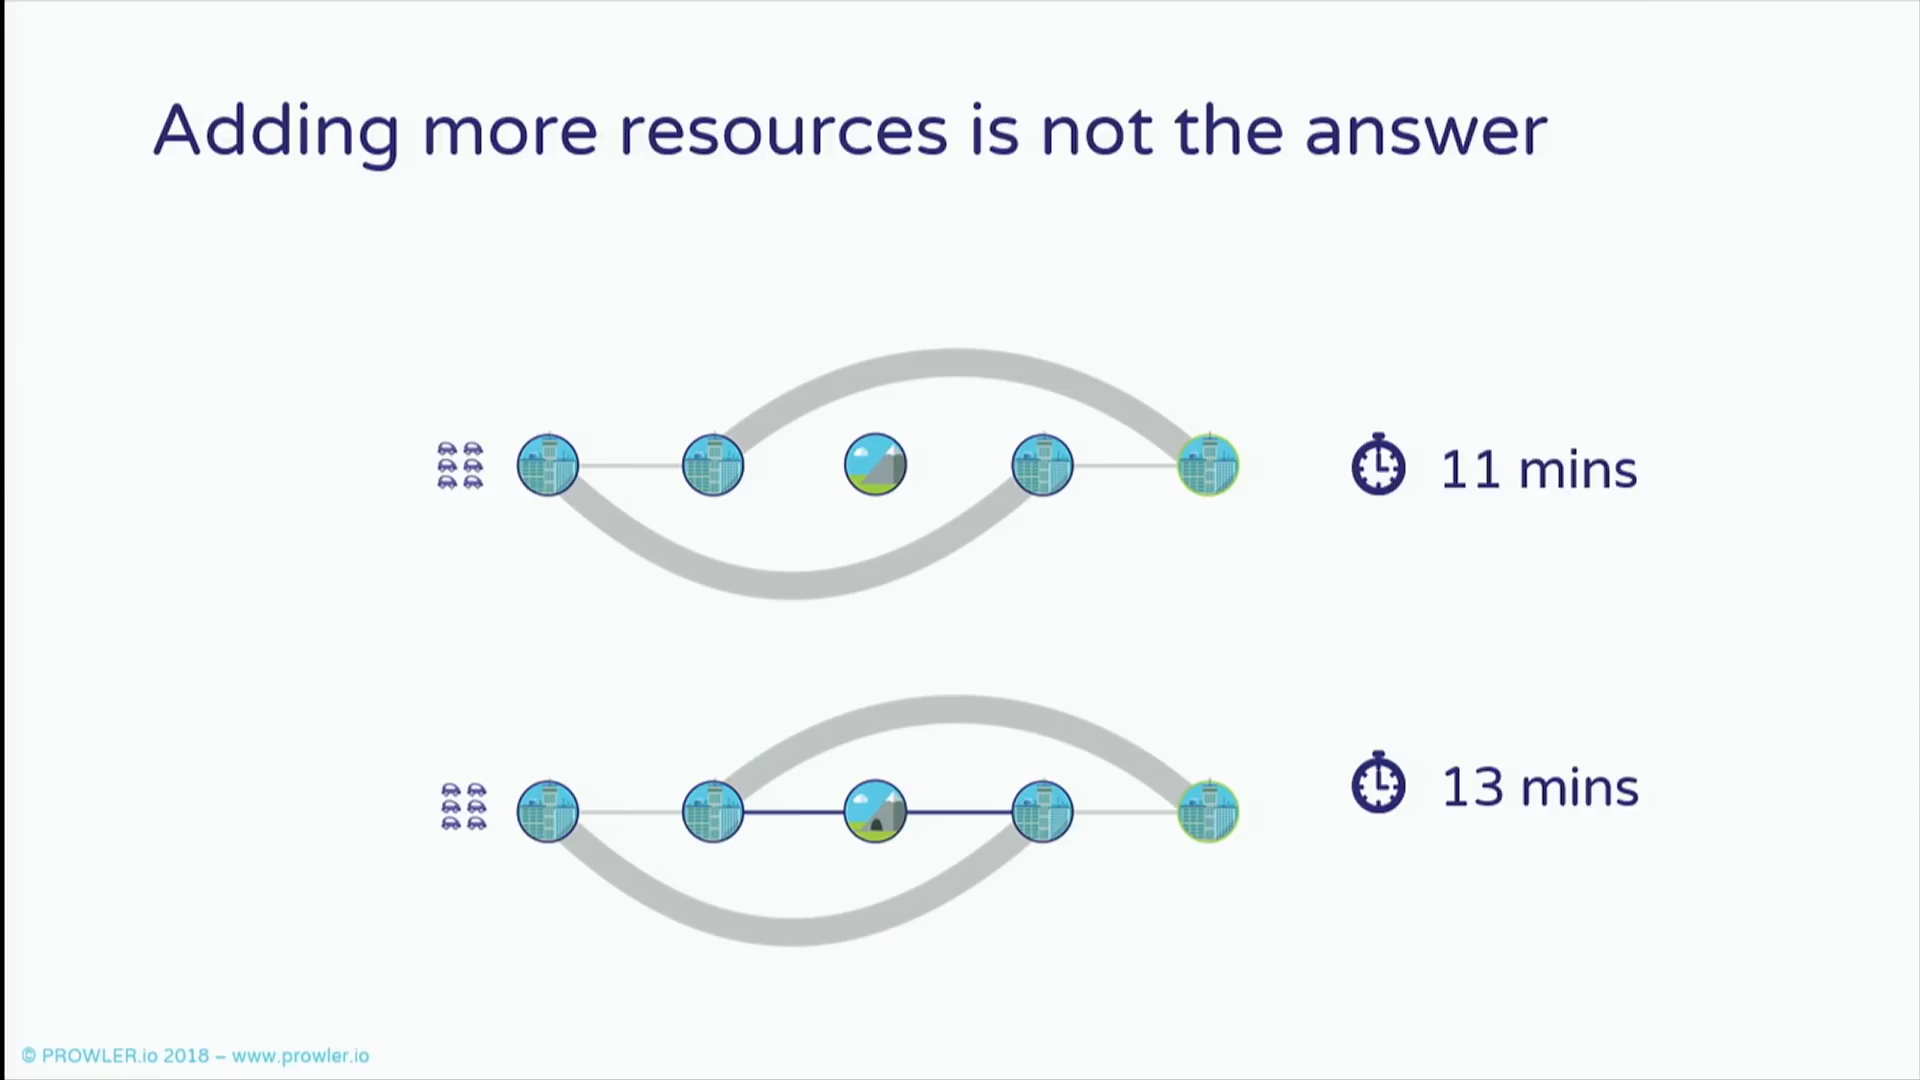 Adding more resources is not the answer
11 mins
13 mins
© PROWLER.io 2018 – www.prowler.io